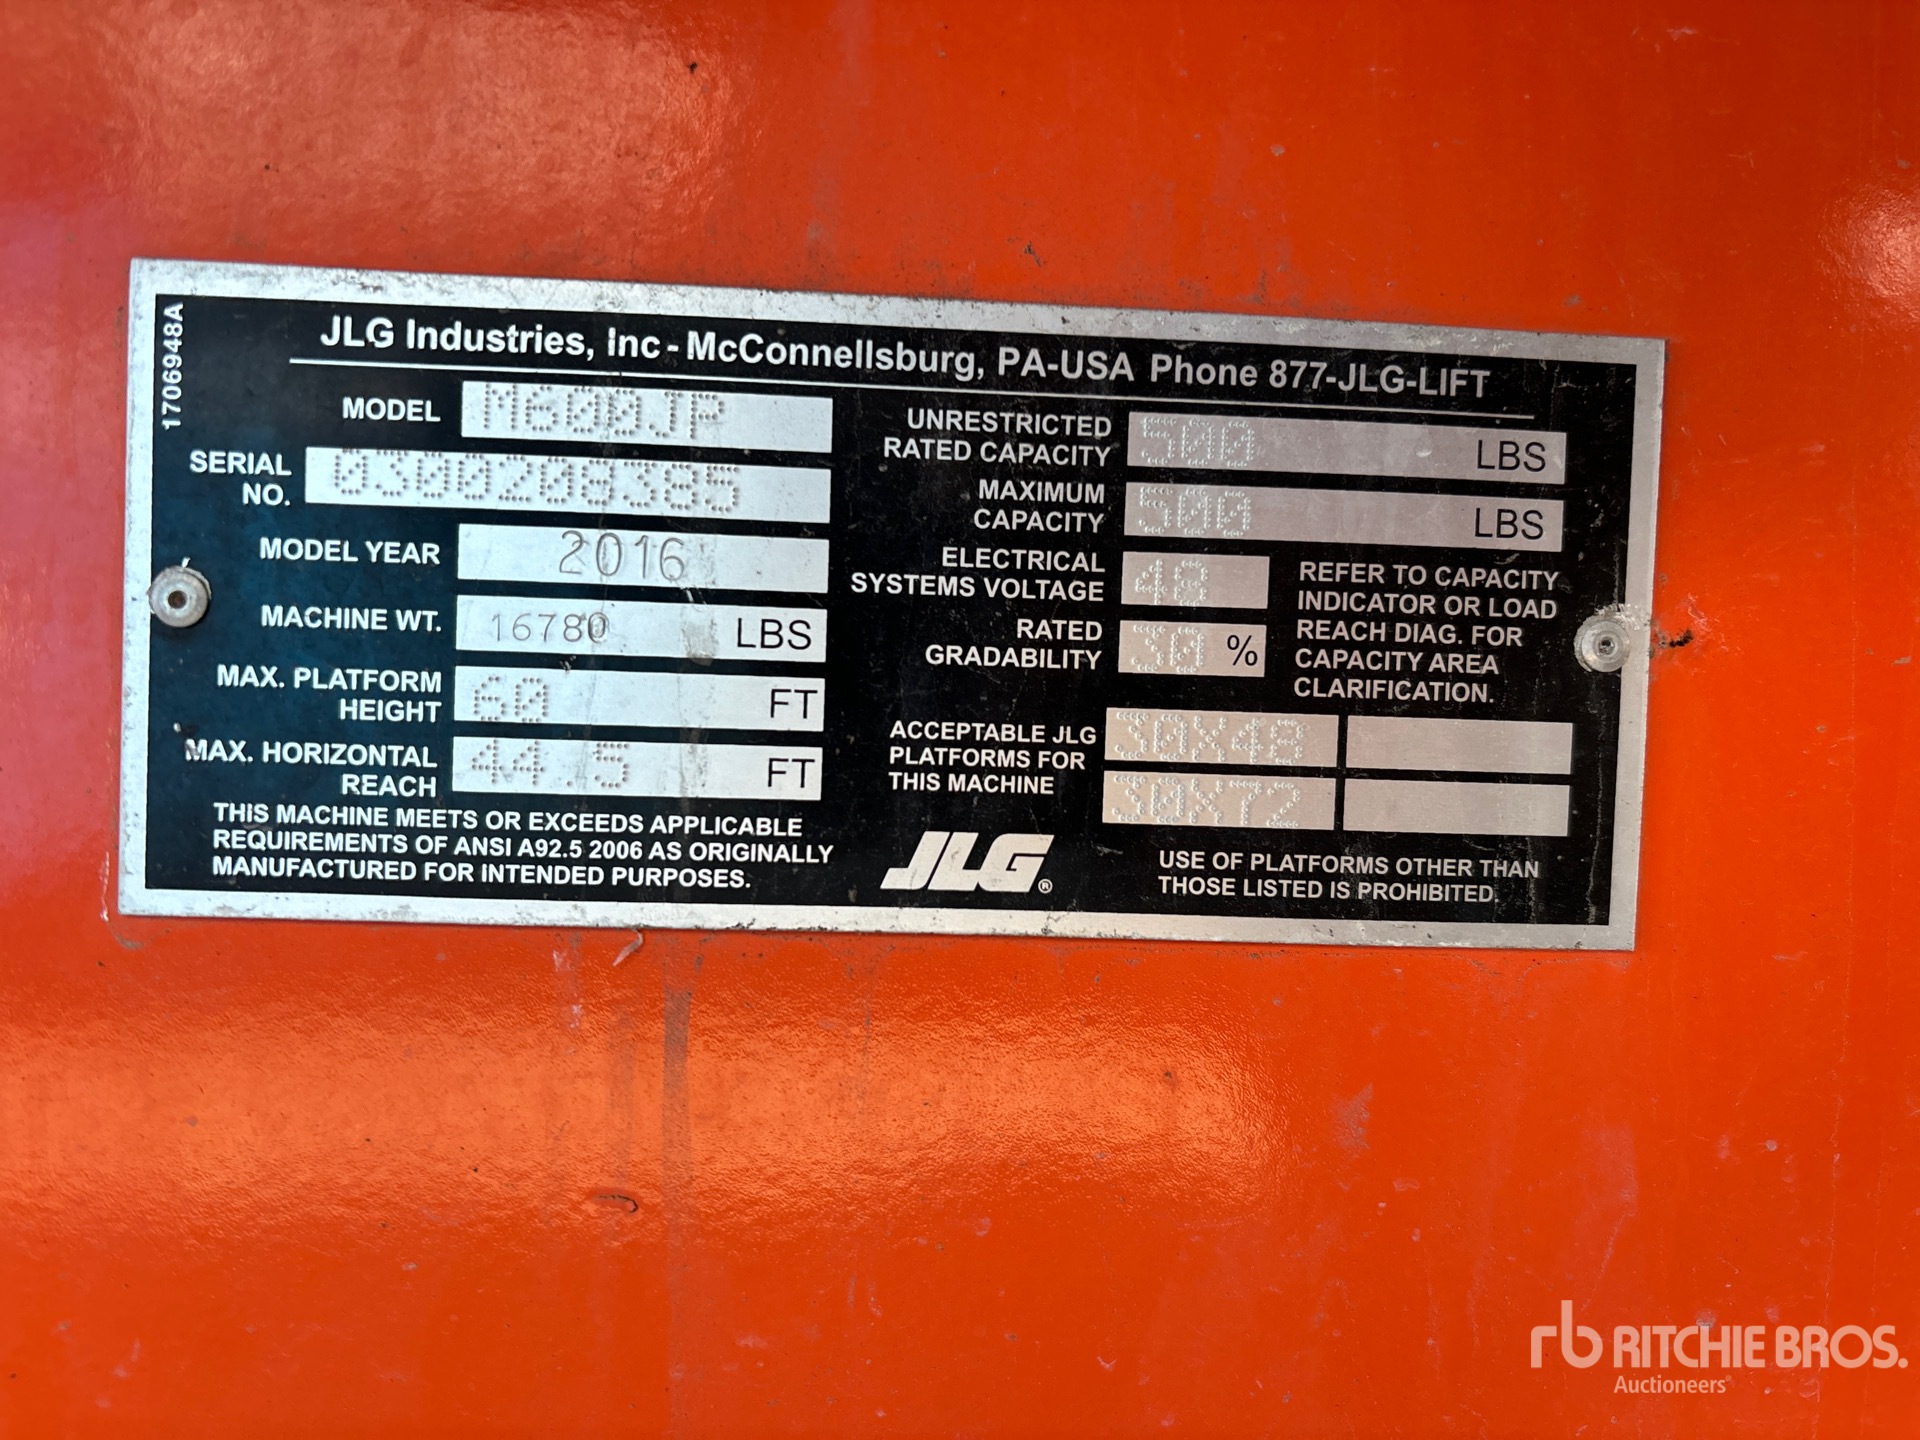 17069 48A
JLG Industries, Inc - McConnellsburg, PA-USA Phone 877-JLG-LIFT
MODEL M600JP
SERIAL
NO. 0300208385
MODEL YEAR 2016
MACHINE WT. 16780 LBS
MAX. PLATFORM
HEIGHT 60 FT
MAX. HORIZONTAL
REACH 44.5 FT
THIS MACHINE MEETS OR EXCEEDS APPLICABLE
REQUIREMENTS OF ANSI A92.5 2006 AS ORIGINALLY
MANUFACTURED FOR INTENDED PURPOSES.
UNRESTRICTED
RATED CAPACITY 500 LBS
MAXIMUM
CAPACITY 500 LBS
ELECTRICAL
SYSTEMS VOLTAGE 48
RATED
GRADABILITY 30 %
REFER TO CAPACITY
INDICATOR OR LOAD
REACH DIAG. FOR
CAPACITY AREA
CLARIFICATION.
ACCEPTABLE JLG
PLATFORMS FOR
THIS MACHINE
30X48
30X72
JLG®
USE OF PLATFORMS OTHER THAN
THOSE LISTED IS PROHIBITED.
rb RITCHIE BROS.
Auctioneers